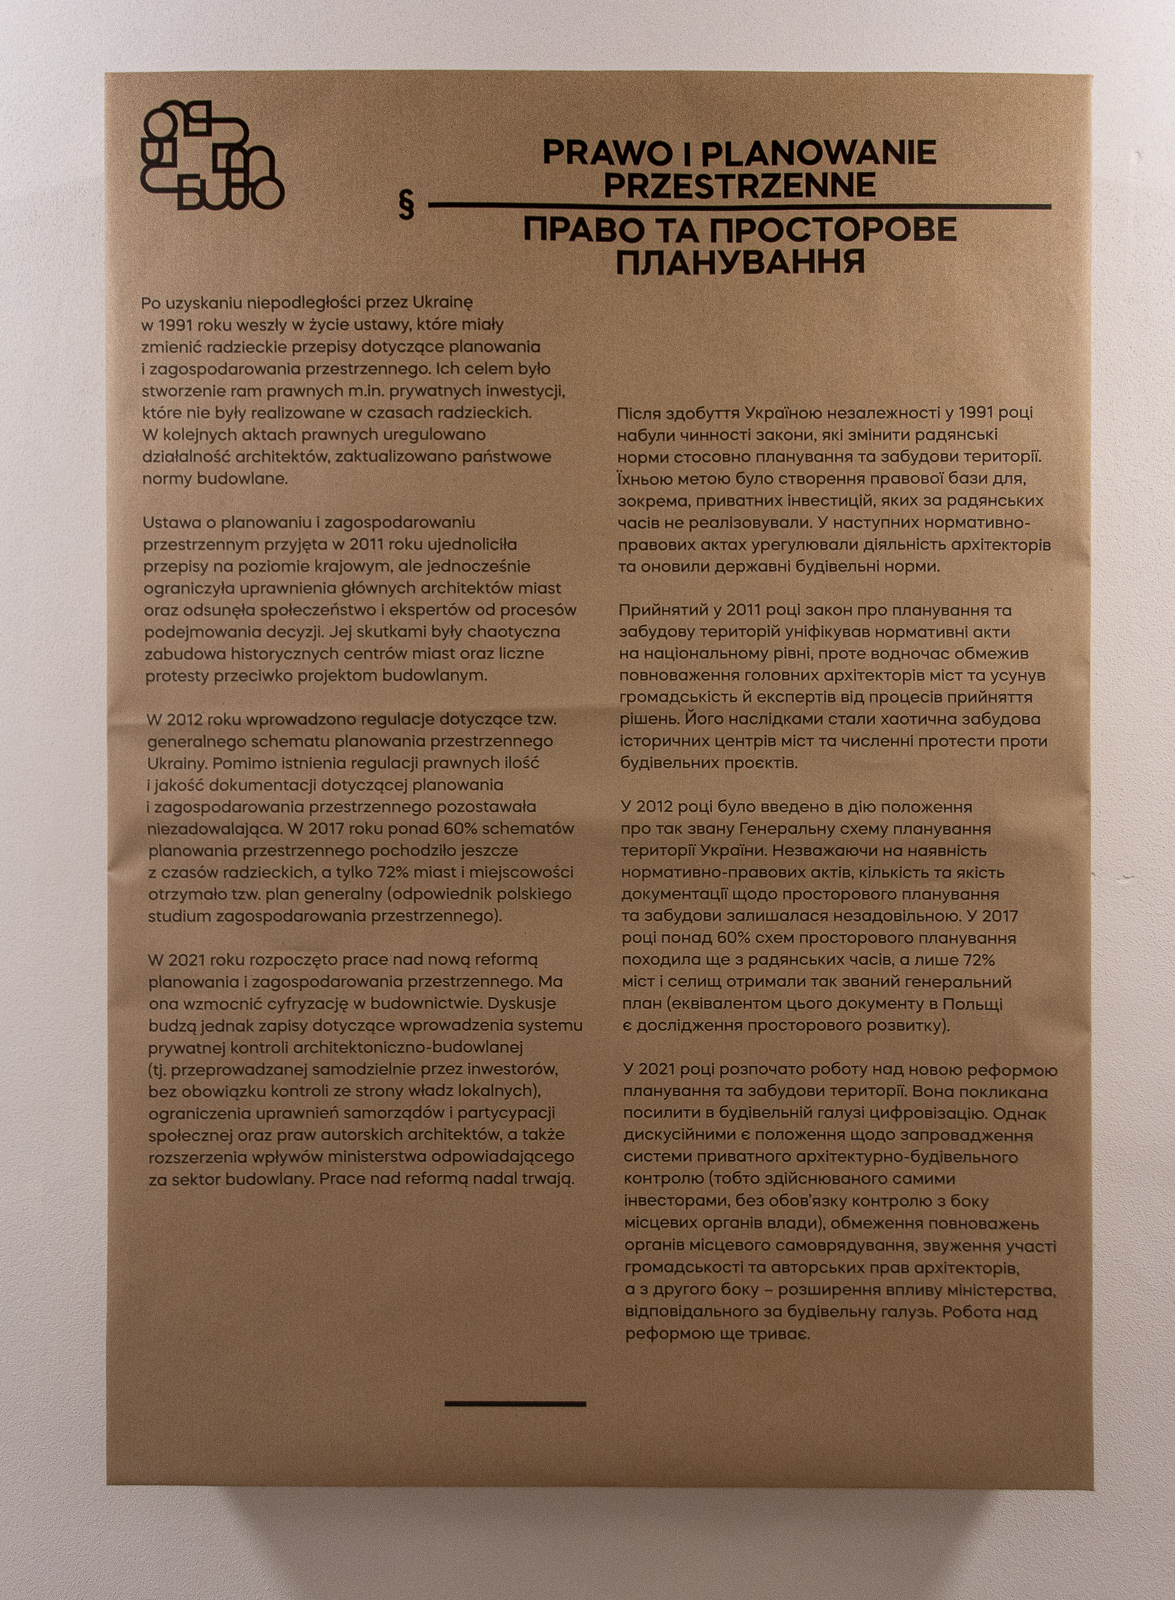 PRAWO I PLANOWANIE
PRZESTRZENNE
§
ПРАВО ТА ПРОСТОРОВЕ
ПЛАНУВАННЯ
Po uzyskaniu niepodległości przez Ukrainę
w 1991 roku weszły w życie ustawy, które miały
zmienić radzieckie przepisy dotyczące planowania
i zagospodarowania przestrzennego. Ich celem było
stworzenie ram prawnych m.in. prywatnych inwestycji,
które nie były realizowane w czasach radzieckich.
W kolejnych aktach prawnych uregulowano
działalność architektów, zaktualizowano państwowe
normy budowlane.
Ustawa o planowaniu i zagospodarowaniu
przestrzennym przyjęta w 2011 roku ujednoliciła
przepisy na poziomie krajowym, ale jednocześnie
ograniczyła uprawnienia głównych architektów miast
oraz odsunęła społeczeństwo i ekspertów od procesów
podejmowania decyzji. Jej skutkami były chaotyczna
zabudowa historycznych centrów miast oraz liczne
protesty przeciwko projektom budowlanym.
W 2012 roku wprowadzono regulacje dotyczące tzw.
generalnego schematu planowania przestrzennego
Ukrainy. Pomimo istnienia regulacji prawnych ilość
i jakość dokumentacji dotyczącej planowania
i zagospodarowania przestrzennego pozostawała
niezadowalająca. W 2017 roku ponad 60% schematów
planowania przestrzennego pochodziło jeszcze
z czasów radzieckich, a tylko 72% miast i miejscowości
otrzymało tzw. plan generalny (odpowiednik polskiego
studium zagospodarowania przestrzennego).
W 2021 roku rozpoczęto prace nad nową reformą
planowania i zagospodarowania przestrzennego. Ma
ona wzmocnić cyfryzację w budownictwie. Dyskusje
budzą jednak zapisy dotyczące wprowadzenia systemu
prywatnej kontroli architektoniczno-budowlanej
(tj. przeprowadzanej samodzielnie przez inwestorów,
bez obowiązku kontroli ze strony władz lokalnych),
ograniczenia uprawnień samorządów i partycypacji
społecznej oraz praw autorskich architektów, a także
rozszerzenia wpływów ministerstwa odpowiadającego
za sektor budowlany. Prace nad reformą nadal trwają.
Після здобуття Україною незалежності у 1991 році
набули чинності закони, які змінити радянські
норми стосовно планування та забудови території.
Їхньою метою було створення правової бази для,
зокрема, приватних інвестицій, яких за радянських
часів не реалізовували. У наступних нормативно-
правових актах урегулювали діяльність архітекторів
та оновили державні будівельні норми.
Прийнятий у 2011 році закон про планування та
забудову територій уніфікував нормативні акти
на національному рівні, проте водночас обмежив
повноваження головних архітекторів міст та усунув
громадськість й експертів від процесів прийняття
рішень. Його наслідками стали хаотична забудова
історичних центрів міст та численні протести проти
будівельних проєктів.
У 2012 році було введено в дію положення
про так звану Генеральну схему планування
території України. Незважаючи на наявність
нормативно-правових актів, кількість та якість
документації щодо просторового планування
та забудови залишалася незадовільною. У 2017
році понад 60% схем просторового планування
походила ще з радянських часів, а лише 72%
міст і селищ отримали так званий генеральний
план (еквівалентом цього документу в Польщі
є дослідження просторового розвитку).
У 2021 році розпочато роботу над новою реформою
планування та забудови території. Вона покликана
посилити в будівельній галузі цифровізацію. Однак
дискусійними є положення щодо запровадження
системи приватного архітектурно-будівельного
контролю (тобто здійснюваного самими
інвесторами, без обов’язку контролю з боку
місцевих органів влади), обмеження повноважень
органів місцевого самоврядування, звуження участі
громадськості та авторських прав архітекторів,
а з другого боку – розширення впливу міністерства,
відповідального за будівельну галузь. Робота над
реформою ще триває.